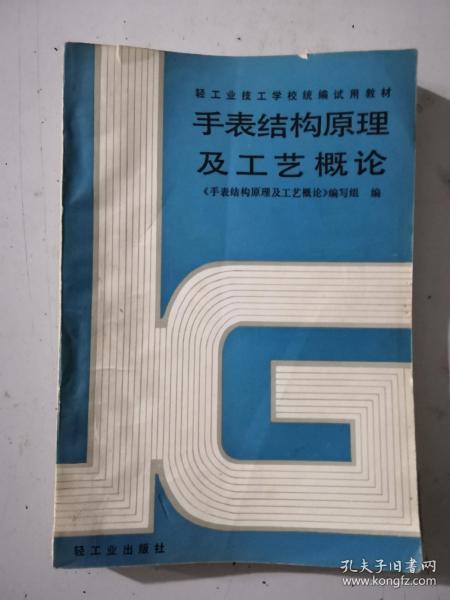 轻工业技工学校统编试用教材
手表结构原理
及工艺概论
《手表结构原理及工艺概论》编写组 编
轻工业出版社
孔夫子旧书网
www.kongfz.com